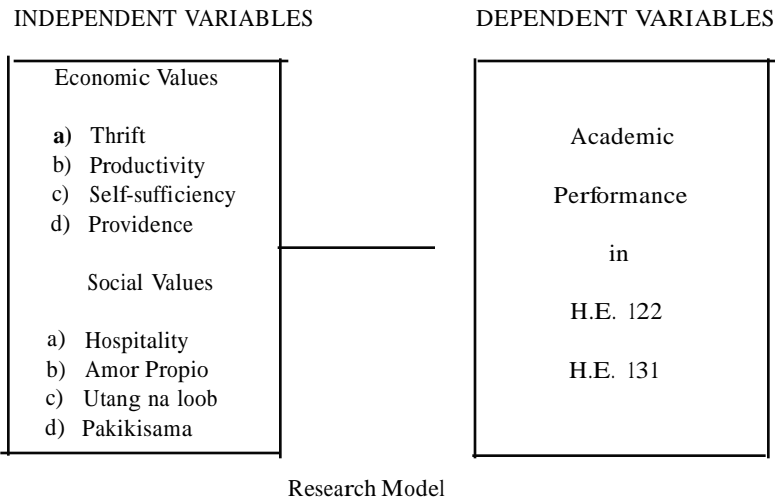 INDEPENDENT VARIABLES
Economic Values
a) Thrift
b) Productivity
c) Self-sufficiency
d) Providence
Social Values
a) Hospitality
b) Amor Propio
c) Utang na loob
d) Pakikisama
DEPENDENT VARIABLES
Academic
Performance
in
H.E. 122
H.E. 131
Research Model